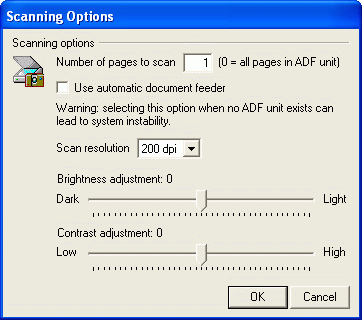 Scanning Options
Scanning options
Number of pages to scan 1 (0 = all pages in ADF unit)
Use automatic document feeder
Warning: selecting this option when no ADF unit exists can
lead to system instability.
Scan resolution 200 dpi
Brightness adjustment: 0
Dark Light
Contrast adjustment: 0
Low High
OK Cancel